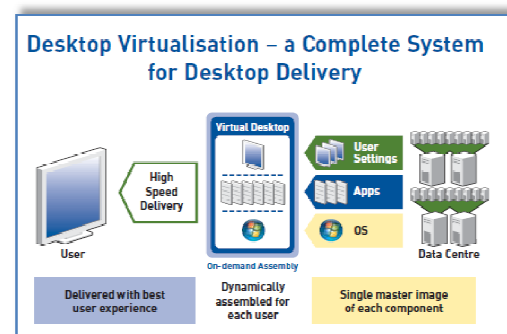 Desktop Virtualisation – a Complete System
for Desktop Delivery
Virtual Desktop
User
Settings
High
Speed
Delivery
Apps
OS
User
Data Centre
On-demand Assembly
Delivered with best
user experience
Dynamically
assembled for
each user
Single master image
of each component